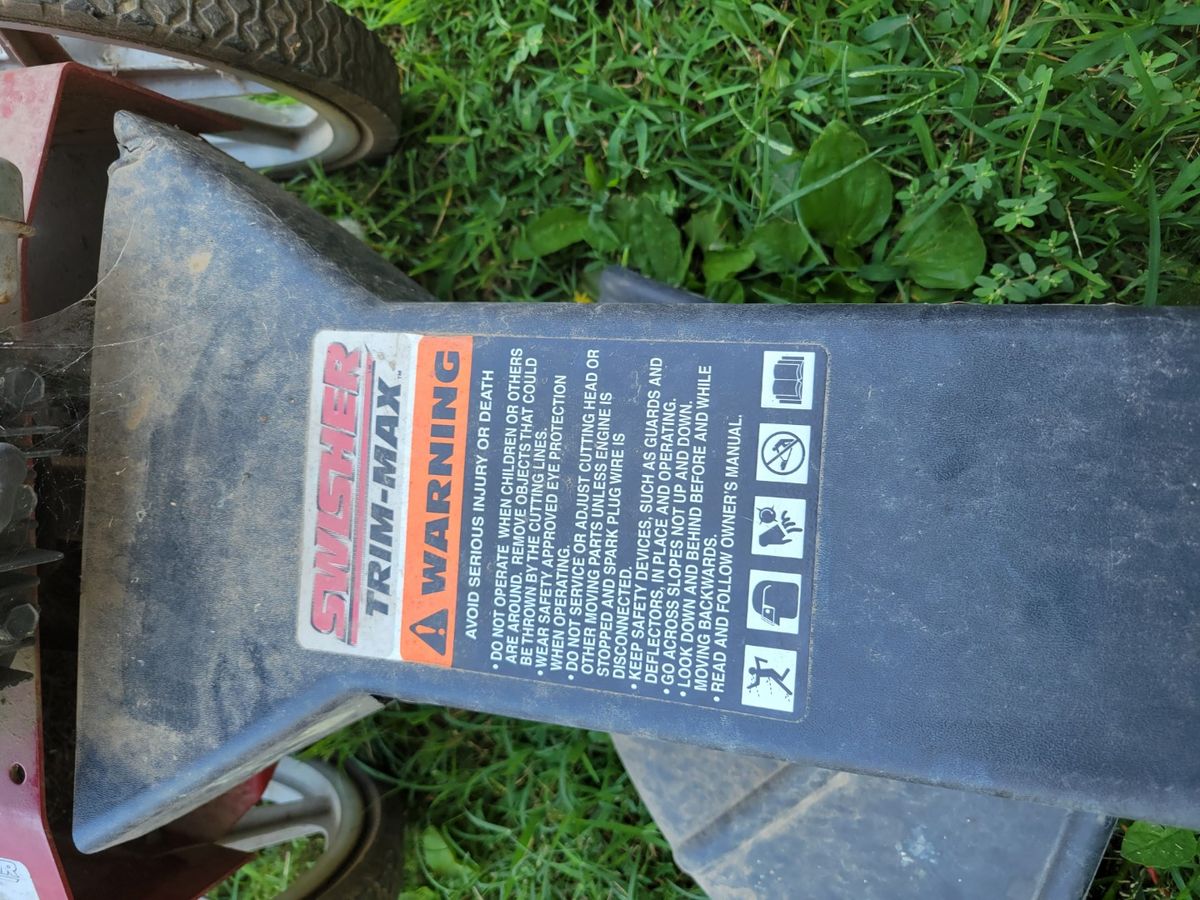 SWISHER
TRIM-MAX™
WARNING
AVOID SERIOUS INJURY OR DEATH
• DO NOT OPERATE WHEN CHILDREN OR OTHERS
ARE AROUND. REMOVE OBJECTS THAT COULD
BE THROWN BY THE CUTTING LINES.
• WEAR SAFETY APPROVED EYE PROTECTION
WHEN OPERATING.
• DO NOT SERVICE OR ADJUST CUTTING HEAD OR
OTHER MOVING PARTS UNLESS ENGINE IS
STOPPED AND SPARK PLUG WIRE IS
DISCONNECTED.
• KEEP SAFETY DEVICES, SUCH AS GUARDS AND
DEFLECTORS, IN PLACE AND OPERATING.
• GO ACROSS SLOPES NOT UP AND DOWN.
• LOOK DOWN AND BEHIND BEFORE AND WHILE
MOVING BACKWARDS.
• READ AND FOLLOW OWNER'S MANUAL.